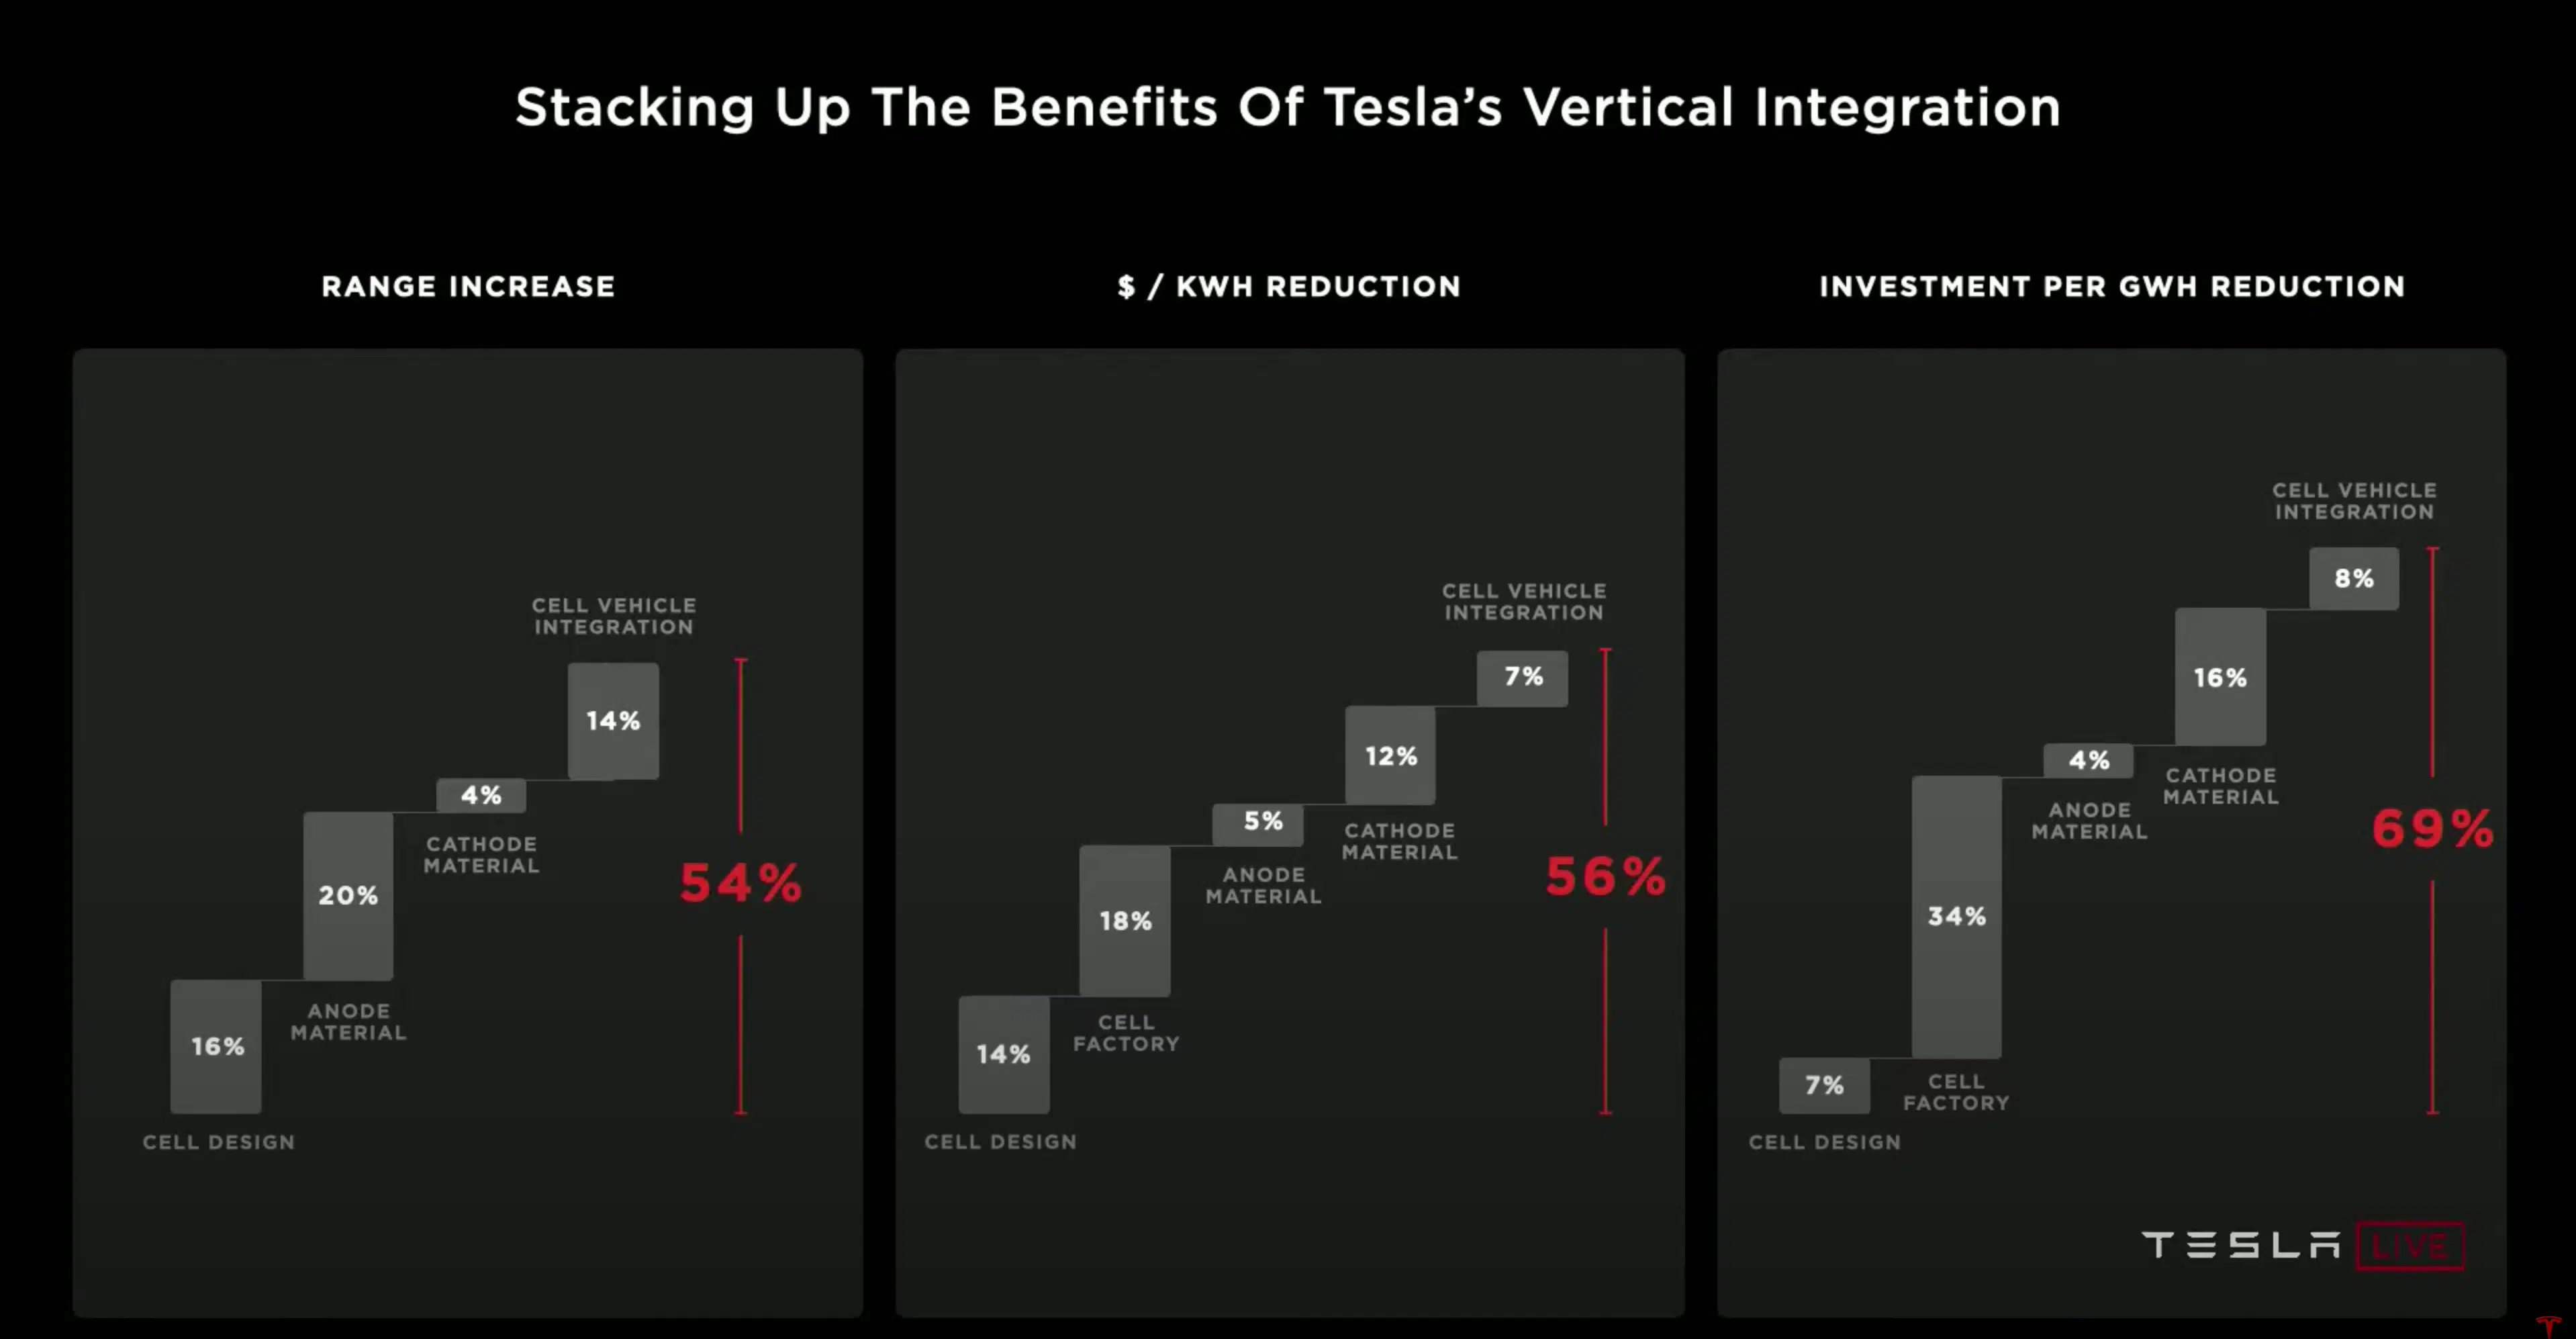 Stacking Up The Benefits Of Tesla’s Vertical Integration
RANGE INCREASE
CELL VEHICLE
INTEGRATION
14%
4%
CATHODE
MATERIAL
20%
ANODE
MATERIAL
16%
CELL DESIGN
54%
$ / KWH REDUCTION
CELL VEHICLE
INTEGRATION
7%
12%
CATHODE
MATERIAL
5%
ANODE
MATERIAL
18%
CELL
FACTORY
14%
CELL DESIGN
56%
INVESTMENT PER GWH REDUCTION
CELL VEHICLE
INTEGRATION
8%
16%
CATHODE
MATERIAL
4%
ANODE
MATERIAL
34%
CELL
FACTORY
7%
CELL DESIGN
69%
TESLA LIVE